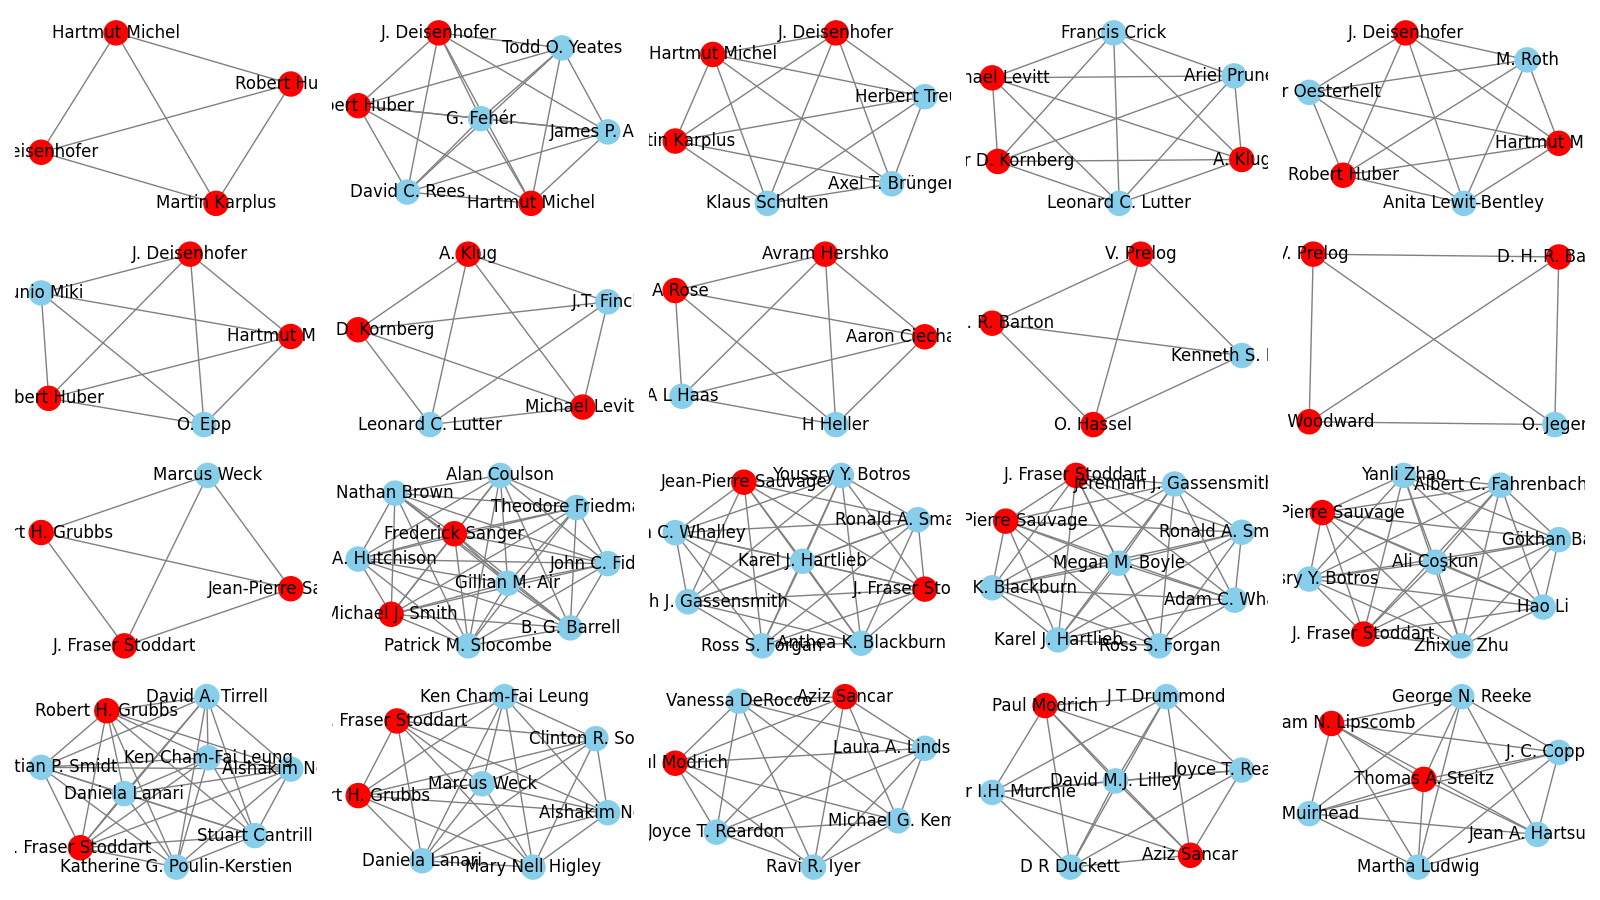 Hartmut Michel
Robert Hu
eisenhofer
Martin Karplus
J. Deisenhofer
Todd O. Yeates
bert Huber
G. Fehér
James P. A
David C. Rees
Hartmut Michel
J. Deisenhofer
Hartmut Michel
Herbert Treu
tin Karplus
Axel T. Brünger
Klaus Schulten
Francis Crick
hael Levitt
Ariel Prune
r D. Kornberg
A. Klug
Leonard C. Lutter
J. Deisenhofer
M. Roth
r Oesterhelt
Hartmut M
Robert Huber
Anita Lewit-Bentley
J. Deisenhofer
unio Miki
Hartmut M
bert Huber
O. Epp
A. Klug
J.T. Finch
D. Kornberg
Michael Levit
Leonard C. Lutter
Avram Hershko
A Rose
Aaron Ciecha
A L Haas
H Heller
V. Prelog
. R. Barton
Kenneth S.
O. Hassel
V. Prelog
D. H. R. Ba
Woodward
O. Jeger
Marcus Weck
rt H. Grubbs
Jean-Pierre Sa
J. Fraser Stoddart
Alan Coulson
Nathan Brown
Theodore Friedma
Frederick Sanger
A. Hutchison
John C. Fid
Gillian M. Air
Michael J. Smith
B. G. Barrell
Patrick M. Slocombe
Youssry Y. Botros
Jean-Pierre Sauvage
Ronald A. Sma
C. Whalley
Karel J. Hartlieb
J. Fraser Sto
h J. Gassensmith
Ross S. Forgan
Anthea K. Blackburn
J. Fraser Stoddart
Jeremiah J. Gassensmith
Pierre Sauvage
Ronald A. Sm
Megan M. Boyle
K. Blackburn
Adam C. Wha
Karel J. Hartlieb
Ross S. Forgan
Yanli Zhao
Albert C. Fahrenbach
Pierre Sauvage
Gökhan Ba
Ali Coskun
ry Y. Botros
Hao Li
J. Fraser Stoddart
Zhixue Zhu
David A. Tirrell
Robert H. Grubbs
Ken Cham-Fai Leung
tian P. Smidt
Alshakim N
Daniela Lanari
Stuart Cantrill
. Fraser Stoddart
Katherine G. Poulin-Kerstien
Ken Cham-Fai Leung
. Fraser Stoddart
Clinton R. So
Marcus Weck
rt H. Grubbs
Alshakim N
Daniela Lanari
Mary Nell Higley
Aziz Sancar
Vanessa DeRocco
Laura A. Linds
ul Modrich
Michael G. Kem
Joyce T. Reardon
Ravi R. Iyer
J T Drummond
Paul Modrich
Joyce T. Rea
David M.J. Lilley
r I.H. Murchie
Aziz Sancar
D R Duckett
George N. Reeke
am N. Lipscomb
J. C. Copp
Thomas A. Steitz
Muirhead
Jean A. Hartsu
Martha Ludwig